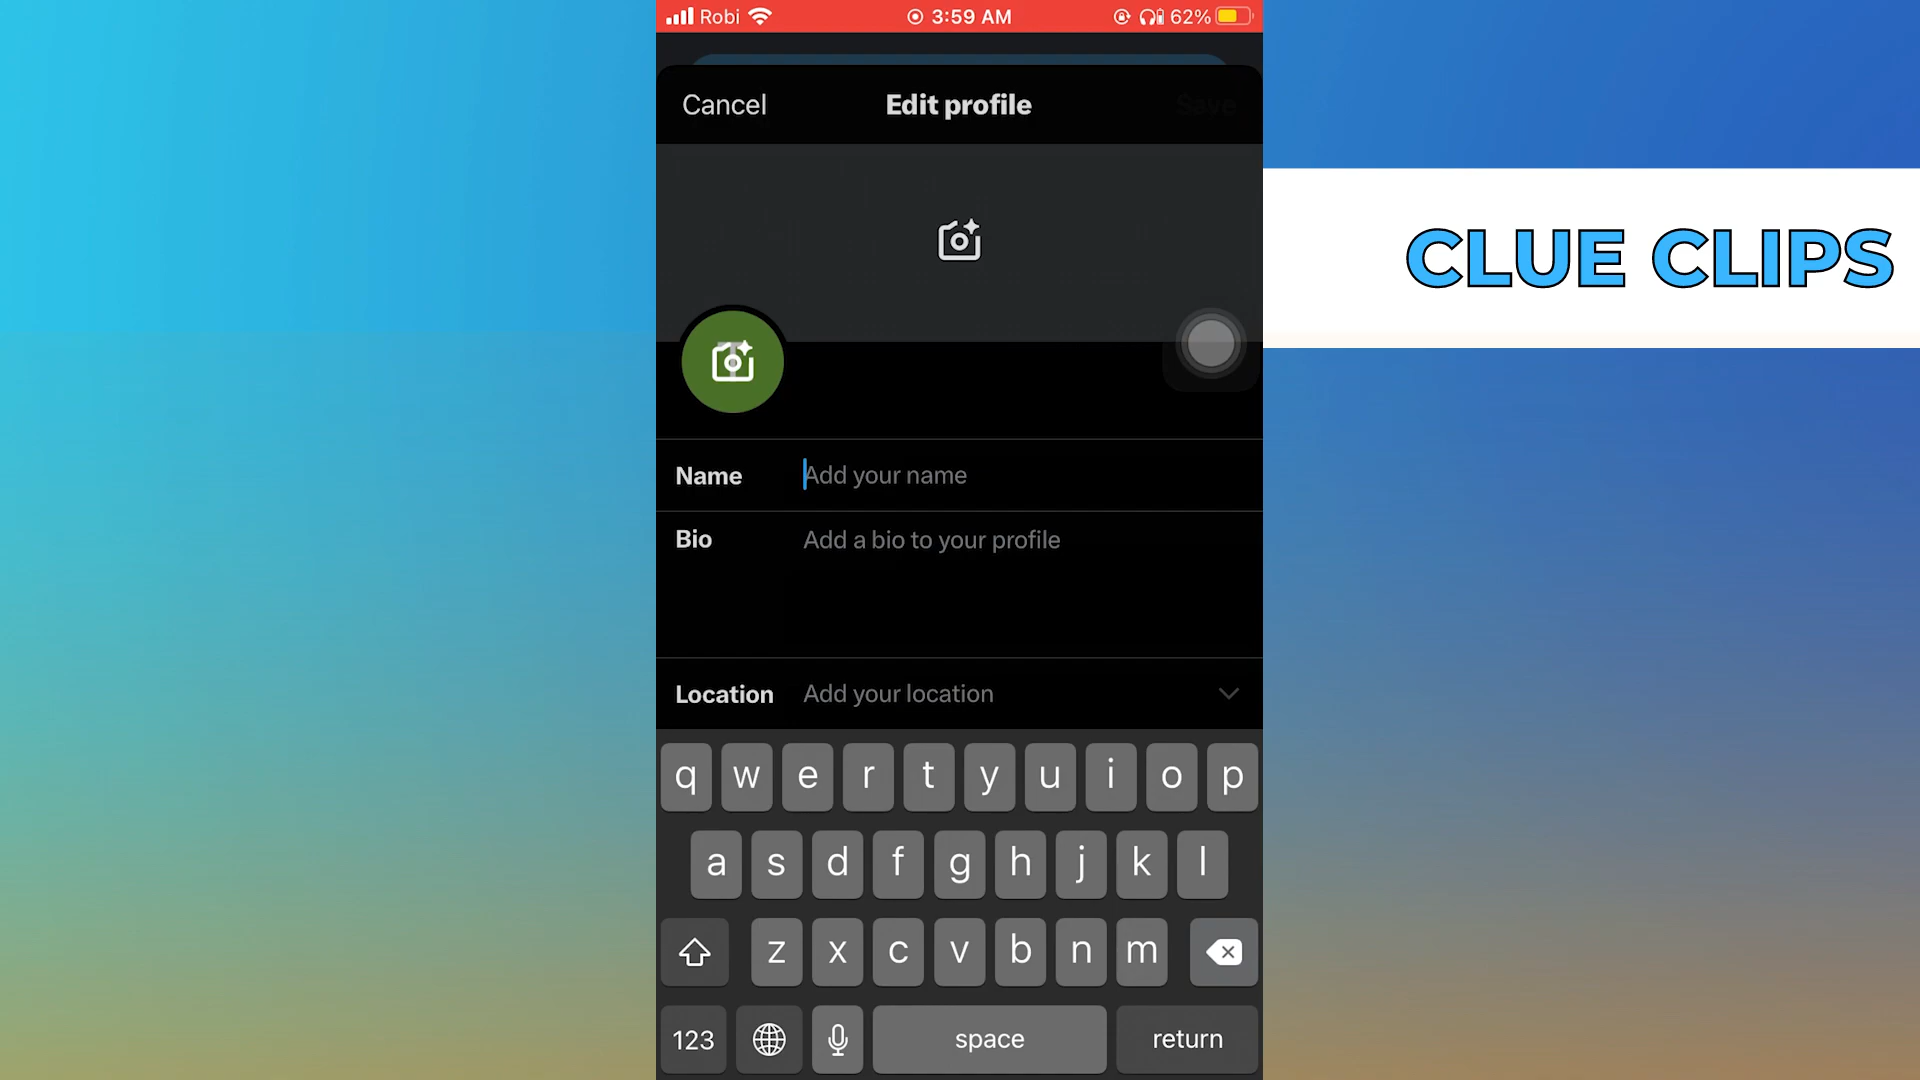 Robi 3:59 AM 62%
Cancel Edit profile Save
CLUE CLIPS
Name Add your name
Bio Add a bio to your profile
Location Add your location
q w e r t y u i o p
a s d f g h j k l
z x c v b n m
123 space return